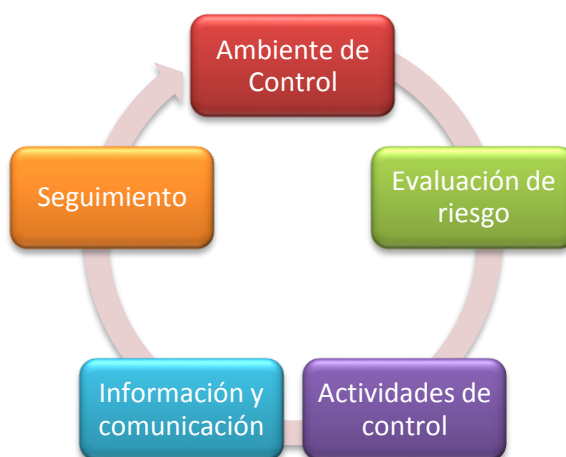 Ambiente de
Control
Evaluación de
riesgo
Actividades de
control
Información y
comunicación
Seguimiento